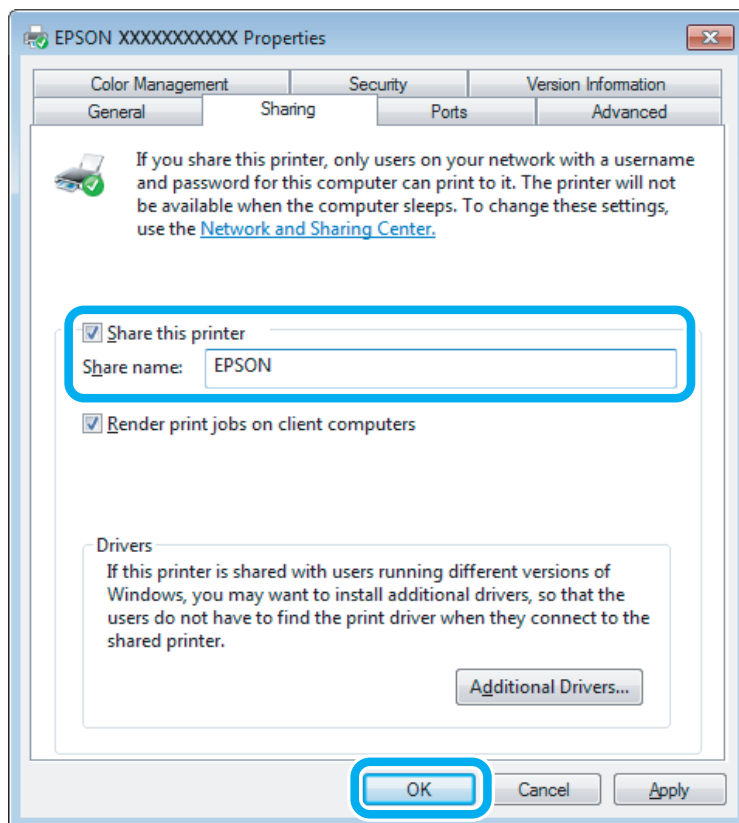 EPSON XXXXXXXXXXX Properties
Color Management Security Version Information
General Sharing Ports Advanced
If you share this printer, only users on your network with a username
and password for this computer can print to it. The printer will not
be available when the computer sleeps. To change these settings,
use the Network and Sharing Center.
Share this printer
Share name: EPSON
Render print jobs on client computers
Drivers
If this printer is shared with users running different versions of
Windows, you may want to install additional drivers, so that the
users do not have to find the print driver when they connect to the
shared printer.
Additional Drivers...
OK Cancel Apply